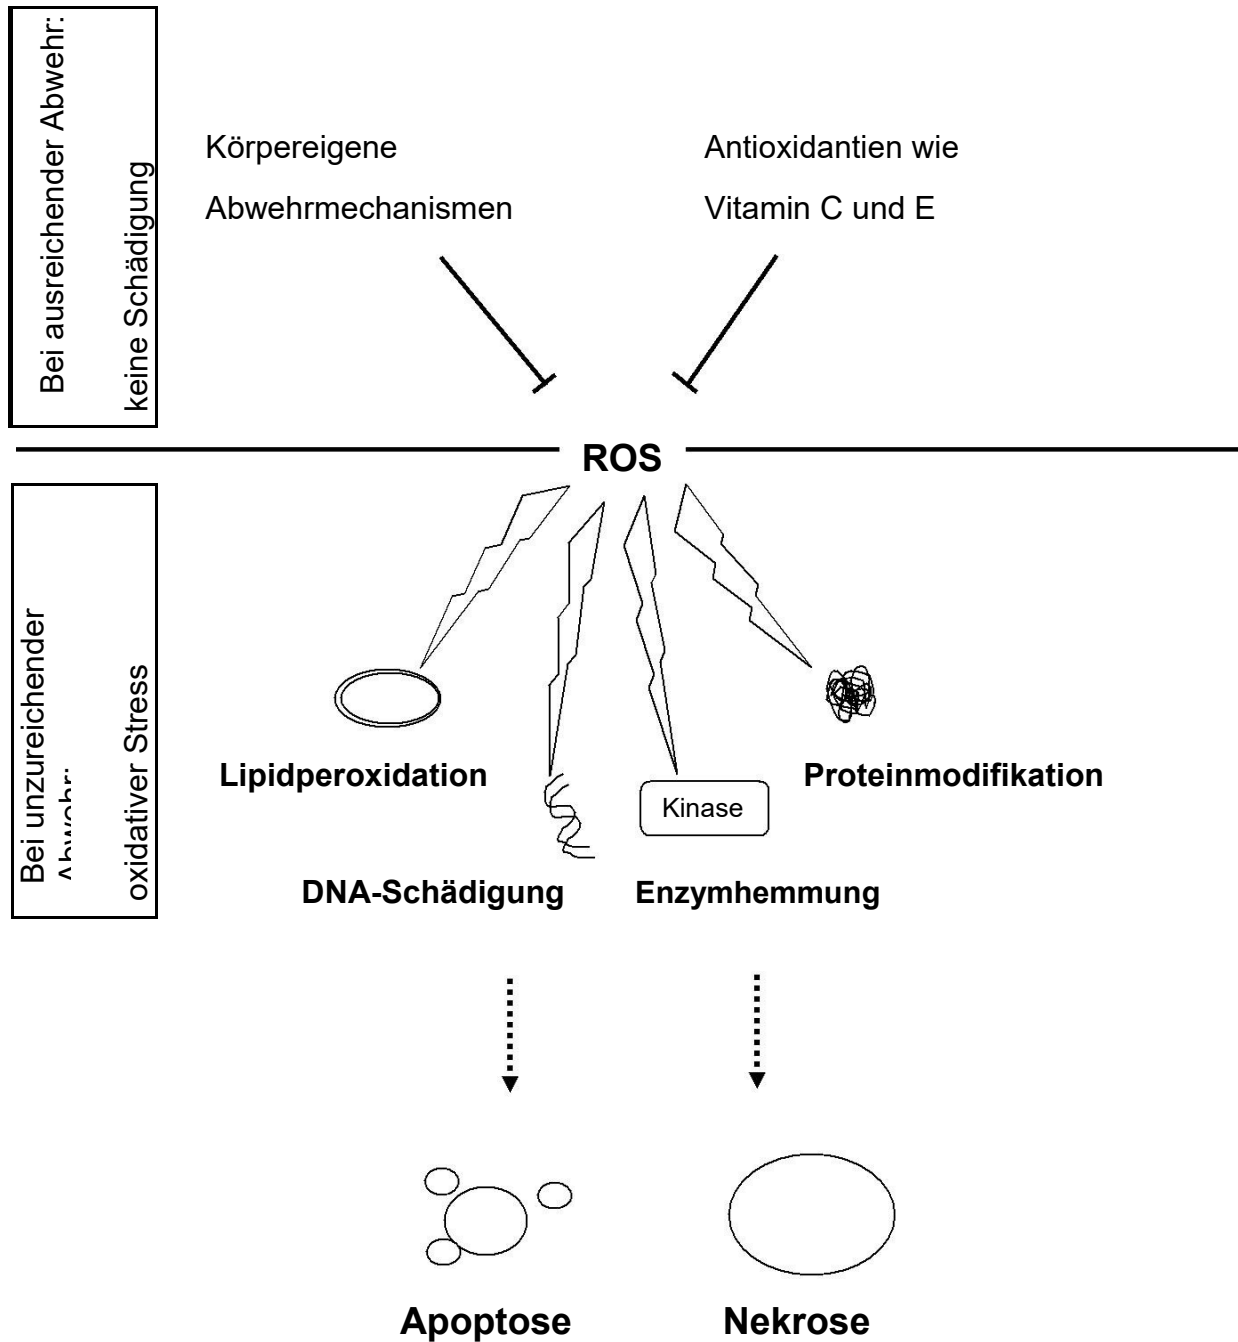 Bei ausreichender Abwehr:
keine Schädigung
Körpereigene
Abwehrmechanismen
Antioxidantien wie
Vitamin C und E
ROS
Bei unzureichender
Abwehr:
oxidativer Stress
Lipidperoxidation
Proteinmodifikation
Kinase
DNA-Schädigung
Enzymhemmung
Apoptose
Nekrose